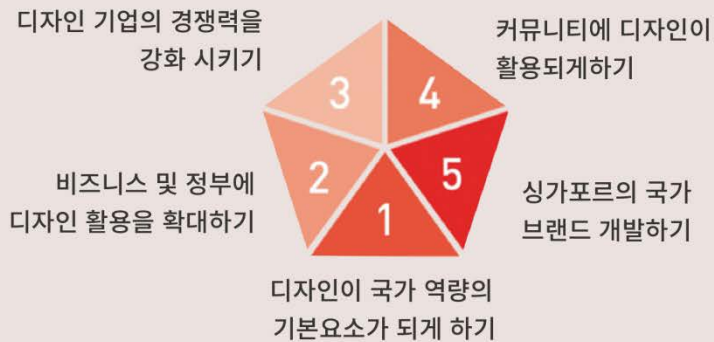 디자인 기업의 경쟁력을
강화 시키기
커뮤니티에 디자인이
활용되게하기
3
4
비즈니스 및 정부에
디자인 활용을 확대하기
2
5
싱가포르의 국가
브랜드 개발하기
1
디자인이 국가 역량의
기본요소가 되게 하기